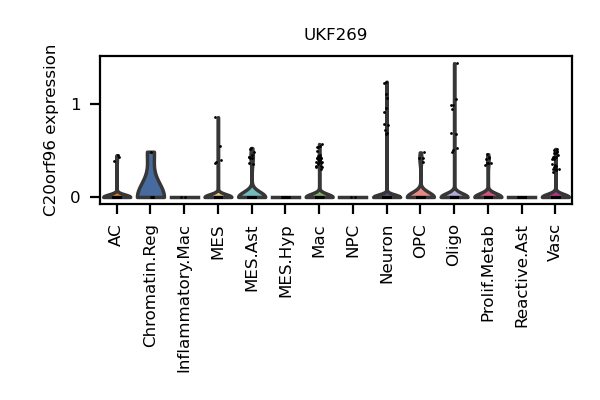 UKF269
C20orf96 expression
1
0
AC
Chromatin.Reg
Inflammatory.Mac
MES
MES.Ast
MES.Hyp
Mac
NPC
Neuron
OPC
Oligo
Prolif.Metab
Reactive.Ast
Vasc